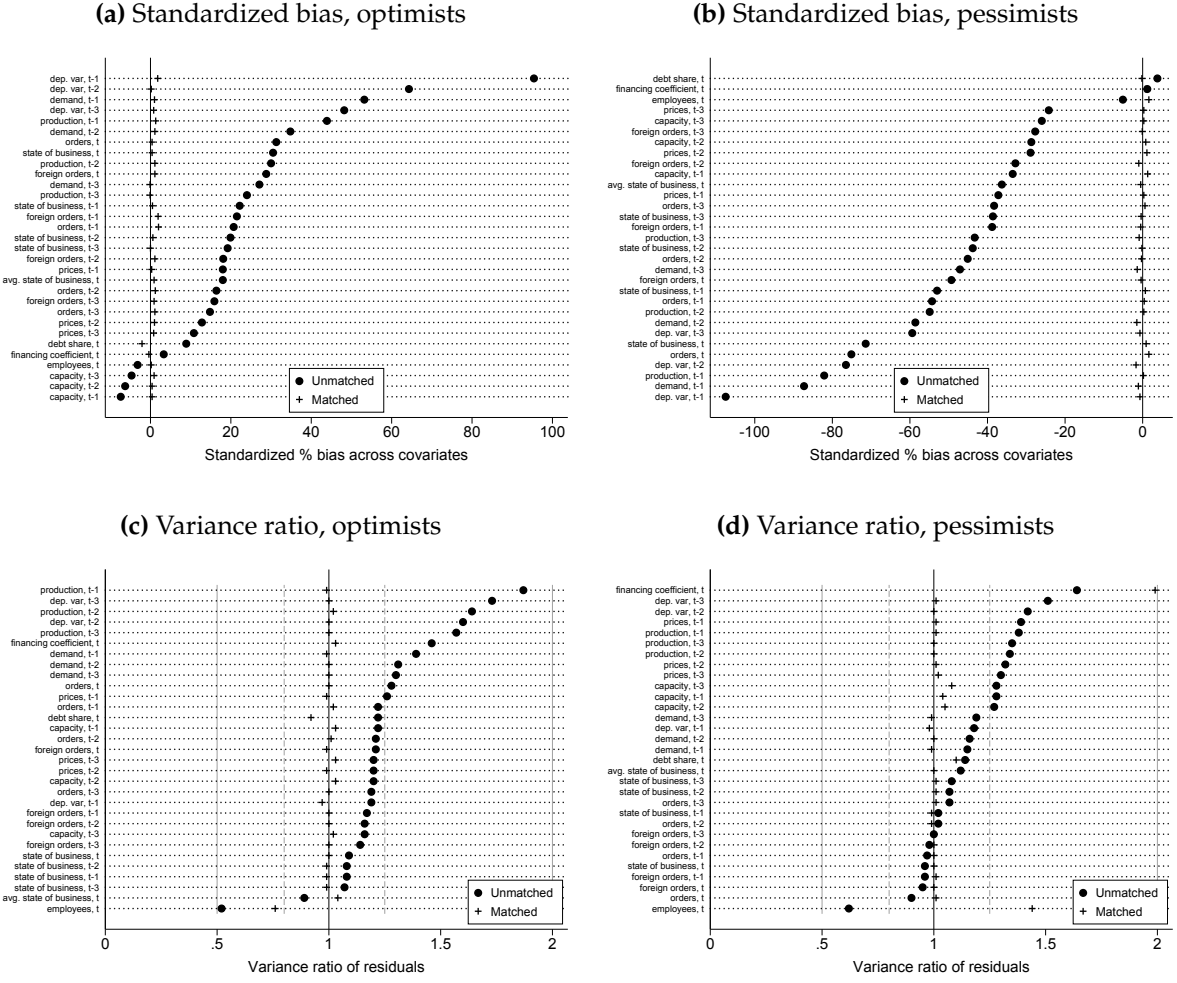 (a) Standardized bias, optimists
dep. var, t-1
dep. var, t-2
demand, t-1
dep. var, t-3
production, t-1
demand, t-2
orders, t
state of business, t
production, t-2
foreign orders, t
demand, t-3
production, t-3
state of business, t-1
foreign orders, t-1
orders, t-1
state of business, t-2
state of business, t-3
foreign orders, t-2
prices, t-1
avg. state of business, t
orders, t-2
foreign orders, t-3
orders, t-3
prices, t-2
prices, t-3
debt share, t
financing coefficient, t
employees, t
capacity, t-3
capacity, t-2
capacity, t-1
Unmatched
Matched
0 20 40 60 80 100
Standardized % bias across covariates
(b) Standardized bias, pessimists
debt share, t
financing coefficient, t
employees, t
prices, t-3
capacity, t-3
foreign orders, t-3
capacity, t-2
prices, t-2
foreign orders, t-2
capacity, t-1
avg. state of business, t
prices, t-1
orders, t-3
state of business, t-3
foreign orders, t-1
production, t-3
state of business, t-2
orders, t-2
demand, t-3
foreign orders, t
state of business, t-1
orders, t-1
production, t-2
demand, t-2
dep. var, t-3
state of business, t
orders, t
dep. var, t-2
production, t-1
demand, t-1
dep. var, t-1
Unmatched
Matched
-100 -80 -60 -40 -20 0
Standardized % bias across covariates
(c) Variance ratio, optimists
production, t-1
dep. var, t-3
production, t-2
dep. var, t-2
production, t-3
financing coefficient, t
demand, t-1
demand, t-2
demand, t-3
orders, t
prices, t-1
orders, t-1
debt share, t
capacity, t-1
orders, t-2
foreign orders, t
prices, t-3
prices, t-2
capacity, t-2
orders, t-3
dep. var, t-1
foreign orders, t-1
foreign orders, t-2
capacity, t-3
foreign orders, t-3
state of business, t
state of business, t-2
state of business, t-1
state of business, t-3
avg. state of business, t
employees, t
Unmatched
Matched
0 .5 1 1.5 2
Variance ratio of residuals
(d) Variance ratio, pessimists
financing coefficient, t
dep. var, t-3
dep. var, t-2
prices, t-1
production, t-1
production, t-3
production, t-2
prices, t-2
prices, t-3
capacity, t-3
capacity, t-1
capacity, t-2
demand, t-3
dep. var, t-1
demand, t-2
demand, t-1
debt share, t
avg. state of business, t
state of business, t-3
state of business, t-2
orders, t-3
state of business, t-1
orders, t-2
foreign orders, t-3
foreign orders, t-2
orders, t-1
state of business, t
foreign orders, t-1
foreign orders, t
orders, t
employees, t
Unmatched
Matched
0 .5 1 1.5 2
Variance ratio of residuals